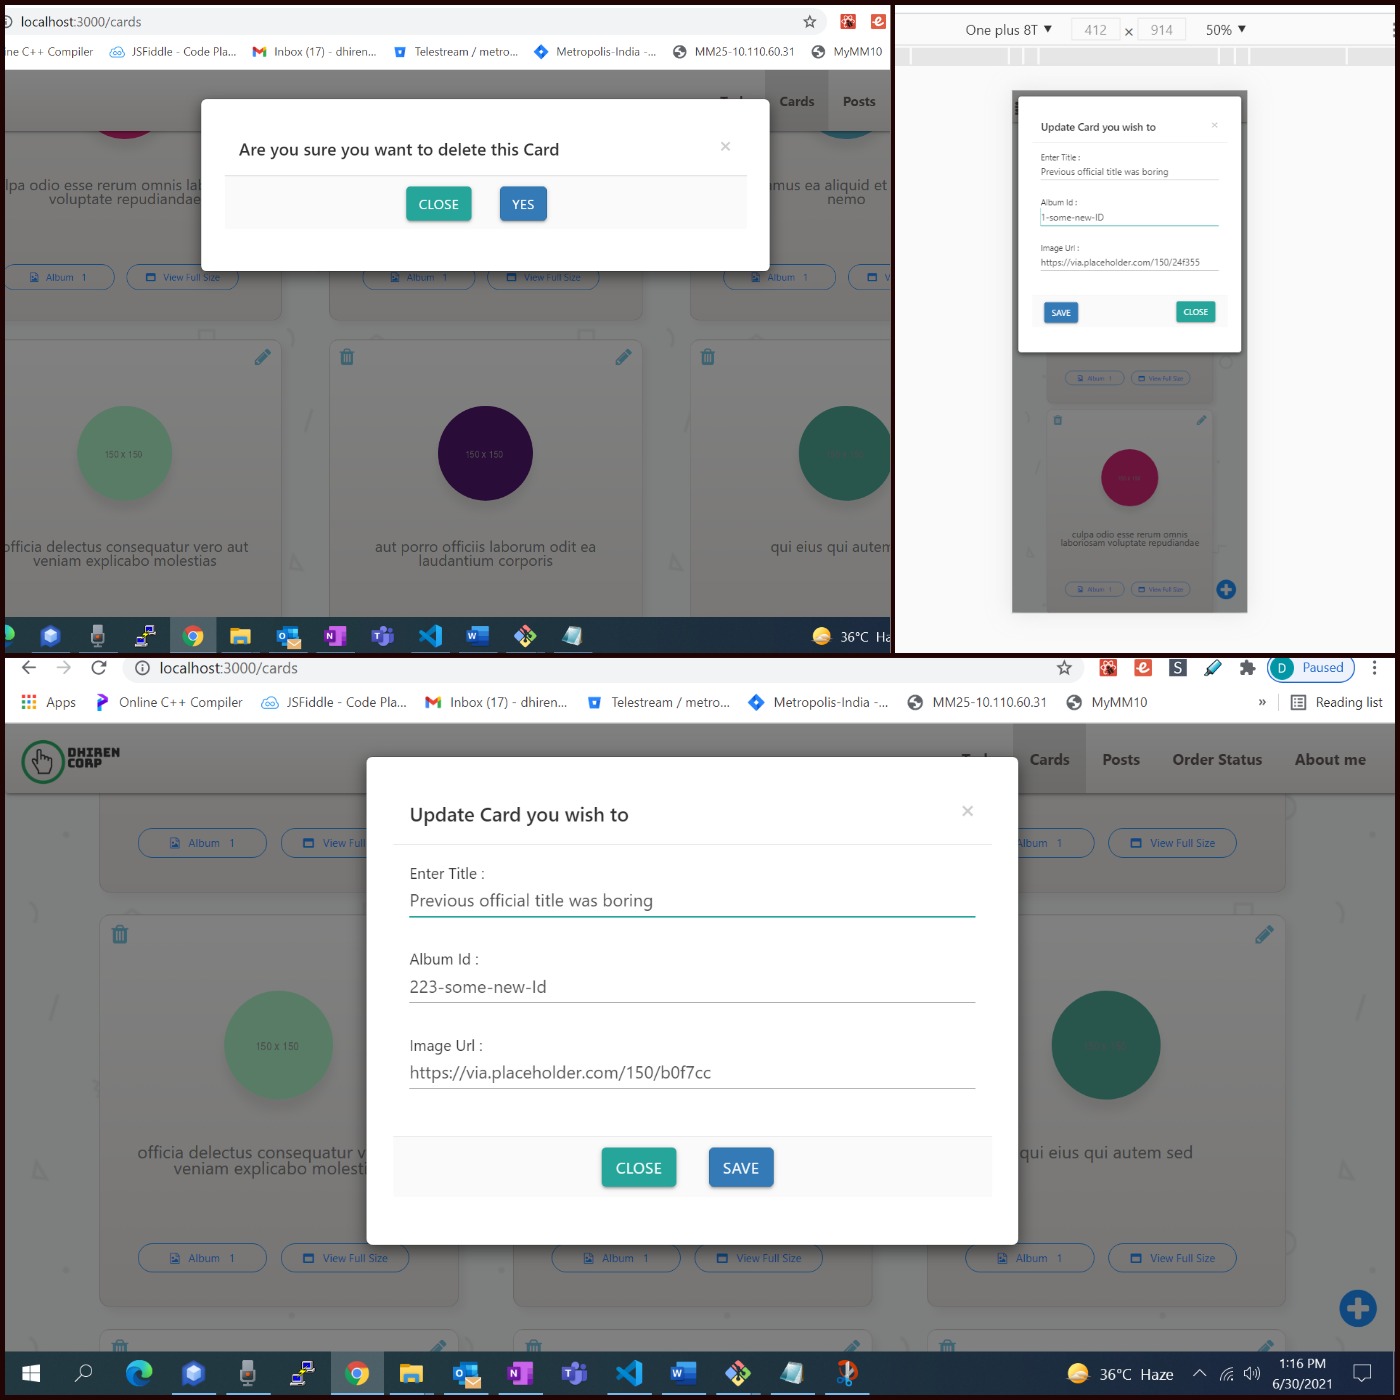 localhost:3000/cards
ine C++ Compiler JSFiddle - Code Pla... Inbox (17) - dhiren... Telestream / metro... Metropolis-India -... MM25-10.110.60.31 MyMM10
Cards Posts
Are you sure you want to delete this Card ×
CLOSE YES
lpa odio esse rerum omnis lab
voluptate repudiandae
mus ea aliquid et
nemo
Album 1 View Full Size Album 1 View Full Size Album 1 V
150 x 150 150 x 150
officia delectus consequatur vero aut
veniam explicabo molestias
aut porro officiis laborum odit ea
laudantium corporis
qui eius qui autem
36°C Ha
One plus 8T 412 × 914 50%
Update Card you wish to ×
Enter Title :
Previous official title was boring
Album Id :
1-some-new-ID
Image Url :
https://via.placeholder.com/150/24f355
SAVE CLOSE
Album 1 View Full Size
culpa odio esse rerum omnis
laboriosam voluptate repudiandae
Album 1 View Full Size
localhost:3000/cards S D Paused
Apps Online C++ Compiler JSFiddle - Code Pla... Inbox (17) - dhiren... Telestream / metro... Metropolis-India -... MM25-10.110.60.31 MyMM10 » Reading list
DHIREN
CORP
Cards Posts Order Status About me
Update Card you wish to ×
Album 1 View Full Album 1 View Full Size
Enter Title :
Previous official title was boring
Album Id :
223-some-new-Id
Image Url :
https://via.placeholder.com/150/b0f7cc
CLOSE SAVE
150 x 150
officia delectus consequatur v
veniam explicabo molesti
qui eius qui autem sed
Album 1 View Full Size Album 1 View Full Size Album 1 View Full Size
36°C Haze 1:16 PM
6/30/2021